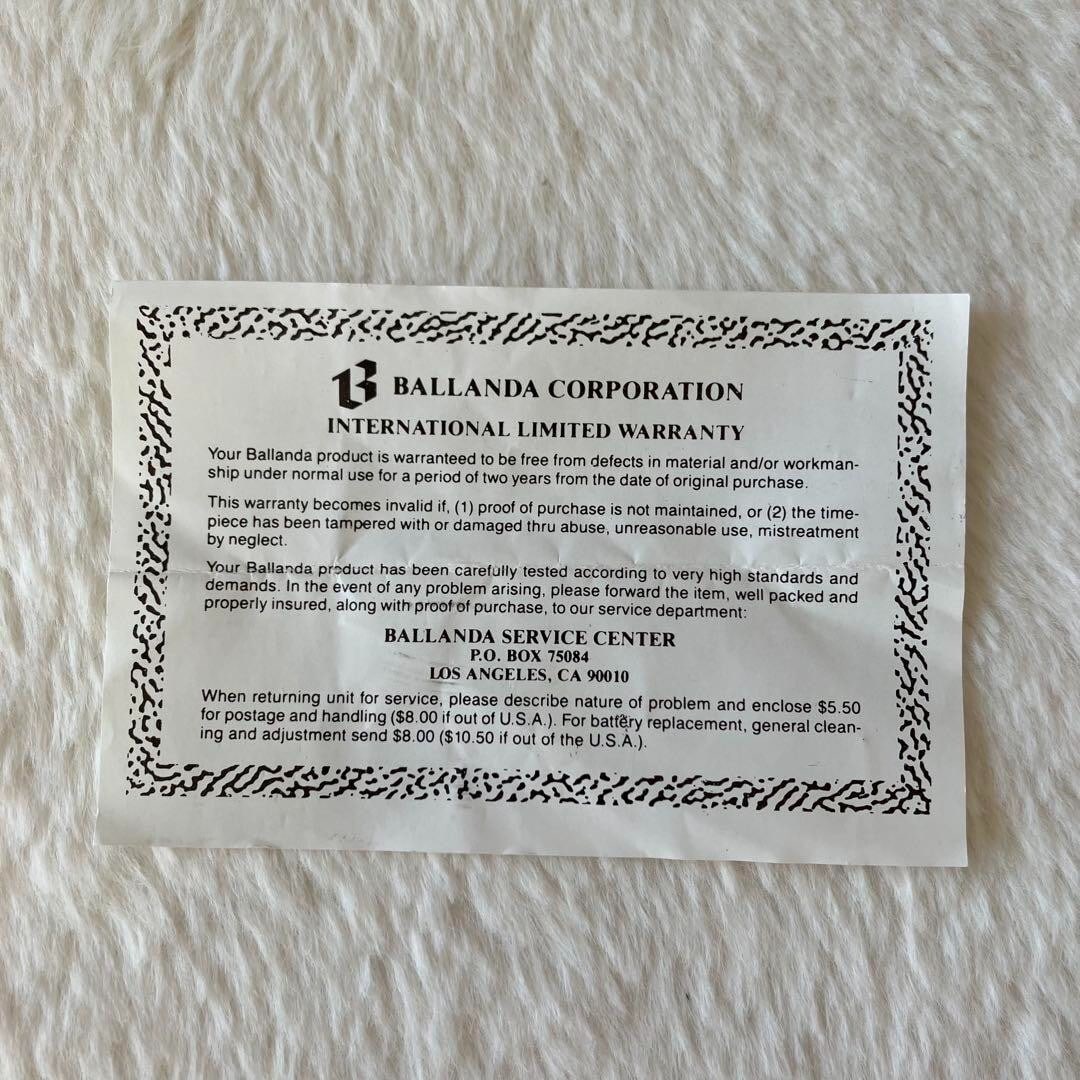 B BALLANDA CORPORATION
INTERNATIONAL LIMITED WARRANTY
Your Ballanda product is warranteed to be free from defects in material and/or workman-
ship under normal use for a period of two years from the date of original purchase.
This warranty becomes invalid if, (1) proof of purchase is not maintained, or (2) the time-
piece has been tampered with or damaged thru abuse, unreasonable use, mistreatment
by neglect.
Your Ballanda product has been carefully tested according to very high standards and
demands. In the event of any problem arising, please forward the item, well packed and
properly insured, along with proof of purchase, to our service department:
BALLANDA SERVICE CENTER
P.O. BOX 75084
LOS ANGELES, CA 90010
When returning unit for service, please describe nature of problem and enclose $5.50
for postage and handling ($8.00 if out of U.S.A.). For battery replacement, general clean-
ing and adjustment send $8.00 ($10.50 if out of the U.S.A.).